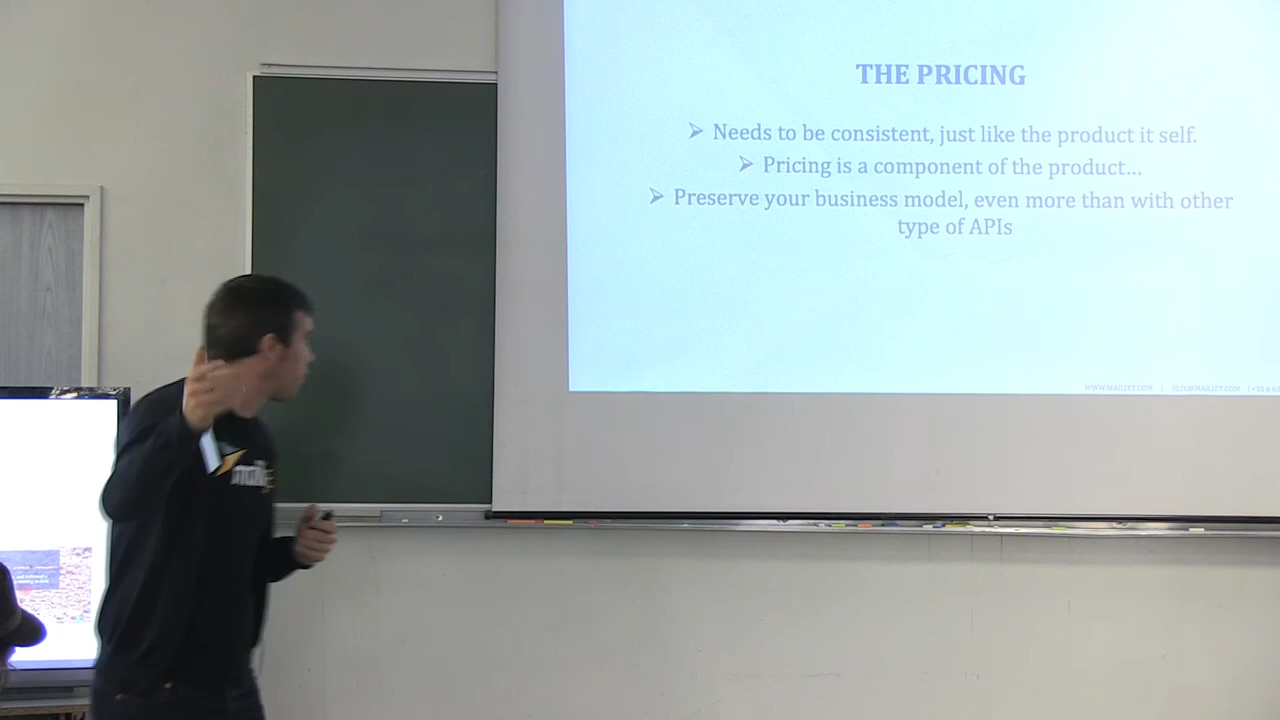 THE PRICING
➢ Needs to be consistent, just like the product it self.
➢ Pricing is a component of the product...
➢ Preserve your business model, even more than with other
type of APIs
WWW.MAILJET.COM | ELIE@MAILJET.COM | +33 6 63